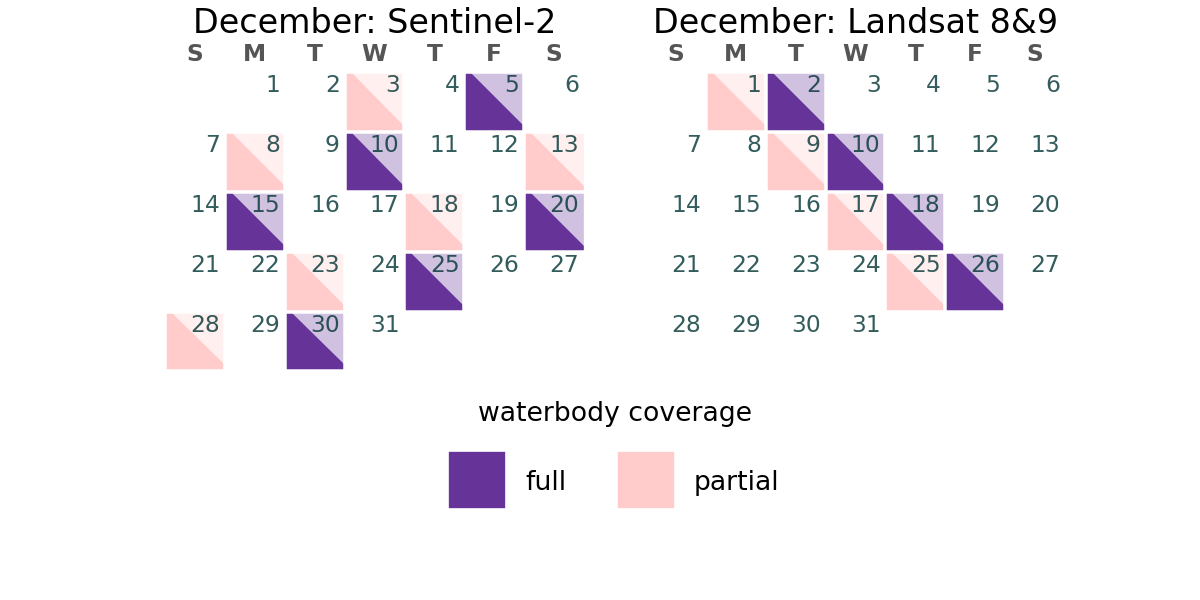 December: Sentinel-2
S M T W T F S
1 2 3 4 5 6
7 8 9 10 11 12 13
14 15 16 17 18 19 20
21 22 23 24 25 26 27
28 29 30 31
December: Landsat 8&9
S M T W T F S
1 2 3 4 5 6
7 8 9 10 11 12 13
14 15 16 17 18 19 20
21 22 23 24 25 26 27
28 29 30 31
waterbody coverage
full partial